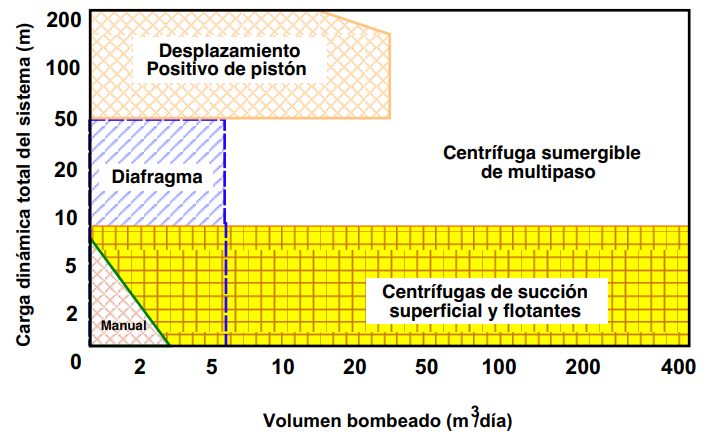 Carga dinámica total del sistema (m)
200
100
50
20
10
5
2
0
Desplazamiento
Positivo de pistón
Diafragma
Centrífuga sumergible
de multipaso
Centrífugas de succión
superficial y flotantes
Manual
2 5 10 20 50 100 200 400
Volumen bombeado (m3/día)